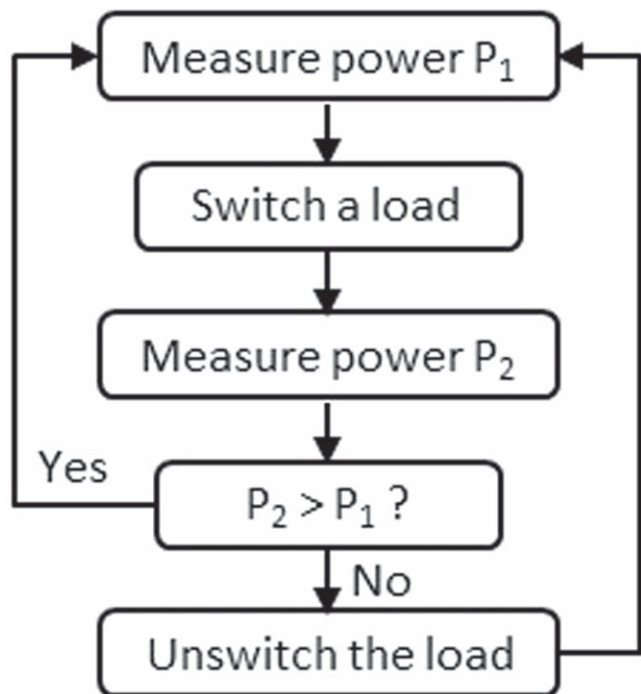 Measure power P₁
Switch a load
Measure power P₂
Yes
P₂ > P₁ ?
No
Unswitch the load